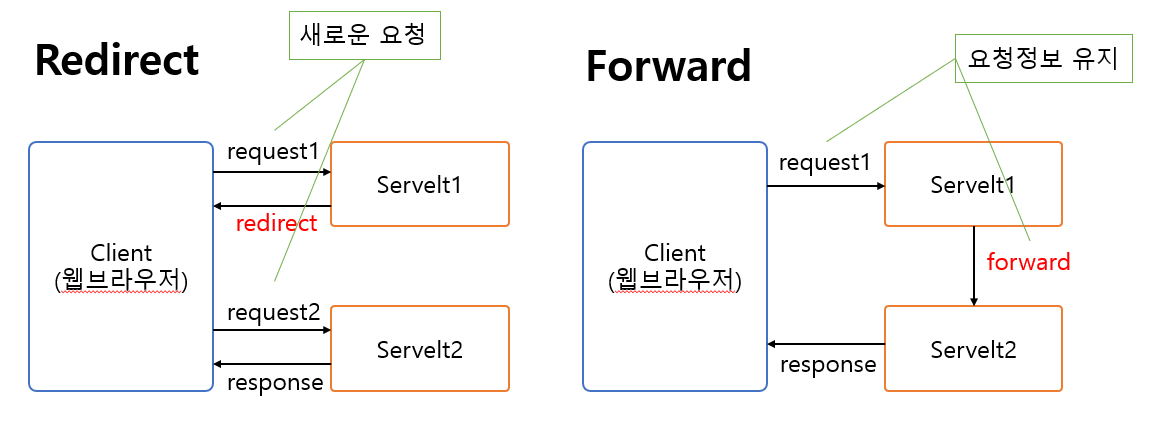 Redirect
새로운 요청
Client
(웹브라우저)
request1
Servelt1
redirect
request2
Servelt2
response
Forward
요청정보 유지
Client
(웹브라우저)
request1
Servelt1
forward
Servelt2
response